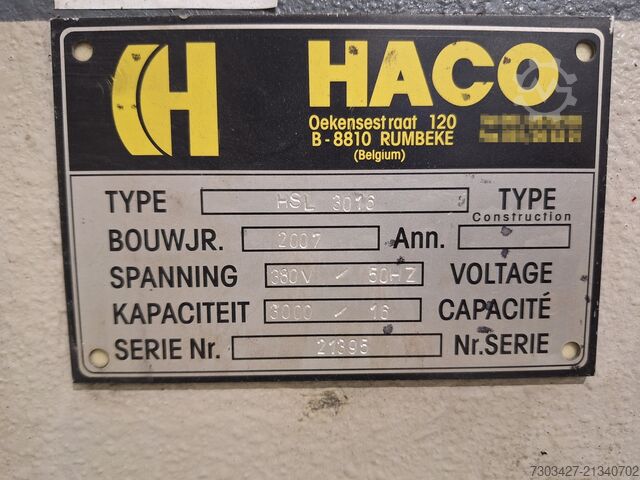 H HACO
Oekensestraat 120
B-8810 RUMBEKE
(Belgium)
TYPE HSL 3016 TYPE
BOUWJR. 2007 Ann. Construction
SPANNING 380V / 50HZ VOLTAGE
KAPACITEIT 3000 / 16 CAPACITÉ
SERIE Nr. 21395 Nr.SERIE
7303427-21340702